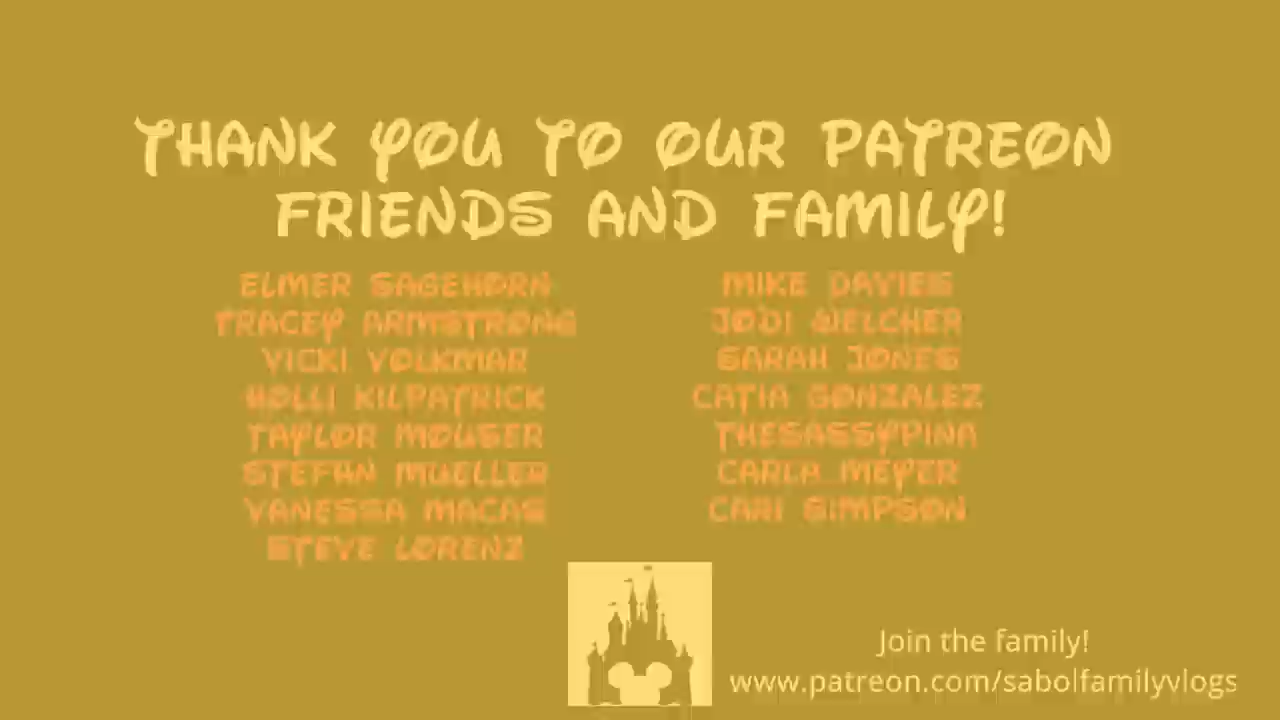 THANK YOU TO OUR PATREON
FRIENDS AND FAMILY!
ELMER SAGEHORN
TRACEY ARMSTRONG
VICKI VOLKMAR
HOLLI KILPATRICK
TAYLOR MOUSER
STEFAN MUELLER
VANESSA MACAS
STEVE LORENZ
MIKE DAVIES
JODI WELCHER
SARAH JONES
CATIA GONZALEZ
THESASSYPINA
CARLA MEYER
CARI SIMPSON
Join the family!
www.patreon.com/sabolfamilyvlogs